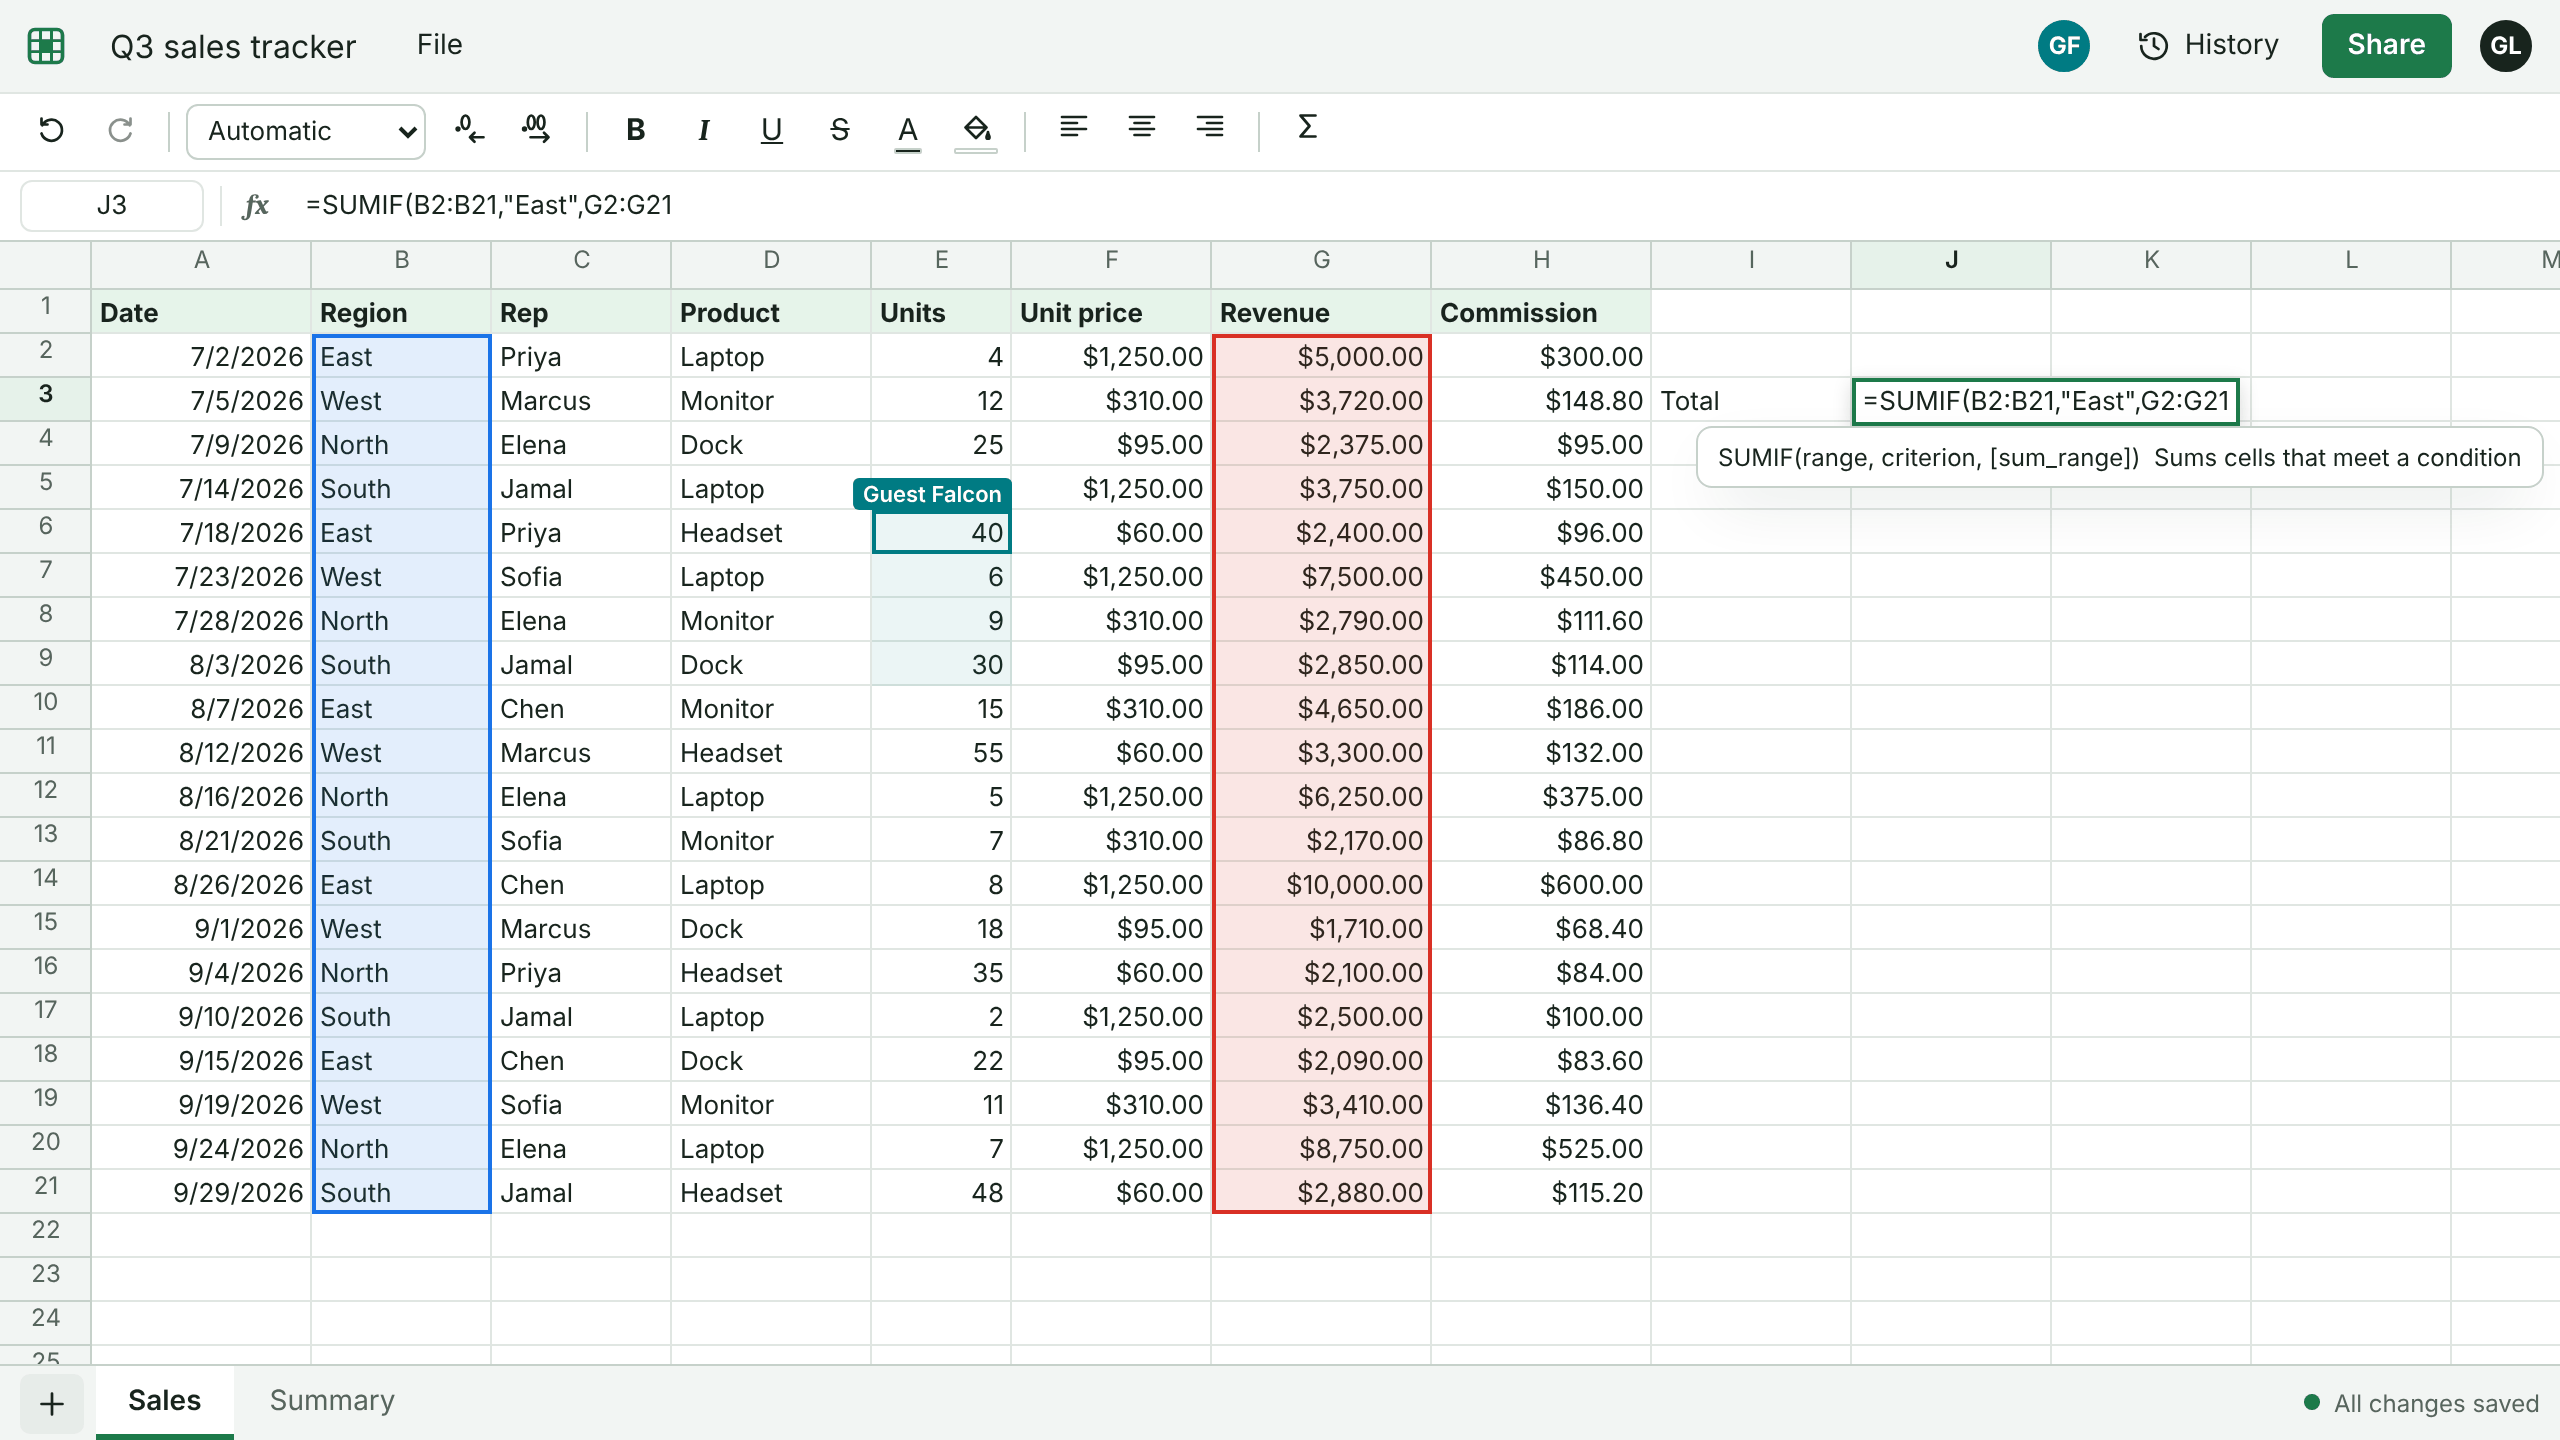 Q3 sales tracker File GF History Share GL
Automatic .0 .00 B I U S A Σ
J3 fx =SUMIF(B2:B21,"East",G2:G21
A B C D E F G H I J K L M
1 Date Region Rep Product Units Unit price Revenue Commission
2 7/2/2026 East Priya Laptop 4 $1,250.00 $5,000.00 $300.00
3 7/5/2026 West Marcus Monitor 12 $310.00 $3,720.00 $148.80 Total =SUMIF(B2:B21,"East",G2:G21
4 7/9/2026 North Elena Dock 25 $95.00 $2,375.00 $95.00
SUMIF(range, criterion, [sum_range]) Sums cells that meet a condition
5 7/14/2026 South Jamal Laptop $1,250.00 $3,750.00 $150.00
Guest Falcon
6 7/18/2026 East Priya Headset 40 $60.00 $2,400.00 $96.00
7 7/23/2026 West Sofia Laptop 6 $1,250.00 $7,500.00 $450.00
8 7/28/2026 North Elena Monitor 9 $310.00 $2,790.00 $111.60
9 8/3/2026 South Jamal Dock 30 $95.00 $2,850.00 $114.00
10 8/7/2026 East Chen Monitor 15 $310.00 $4,650.00 $186.00
11 8/12/2026 West Marcus Headset 55 $60.00 $3,300.00 $132.00
12 8/16/2026 North Elena Laptop 5 $1,250.00 $6,250.00 $375.00
13 8/21/2026 South Sofia Monitor 7 $310.00 $2,170.00 $86.80
14 8/26/2026 East Chen Laptop 8 $1,250.00 $10,000.00 $600.00
15 9/1/2026 West Marcus Dock 18 $95.00 $1,710.00 $68.40
16 9/4/2026 North Priya Headset 35 $60.00 $2,100.00 $84.00
17 9/10/2026 South Jamal Laptop 2 $1,250.00 $2,500.00 $100.00
18 9/15/2026 East Chen Dock 22 $95.00 $2,090.00 $83.60
19 9/19/2026 West Sofia Monitor 11 $310.00 $3,410.00 $136.40
20 9/24/2026 North Elena Laptop 7 $1,250.00 $8,750.00 $525.00
21 9/29/2026 South Jamal Headset 48 $60.00 $2,880.00 $115.20
22
23
24
25
Sales Summary All changes saved